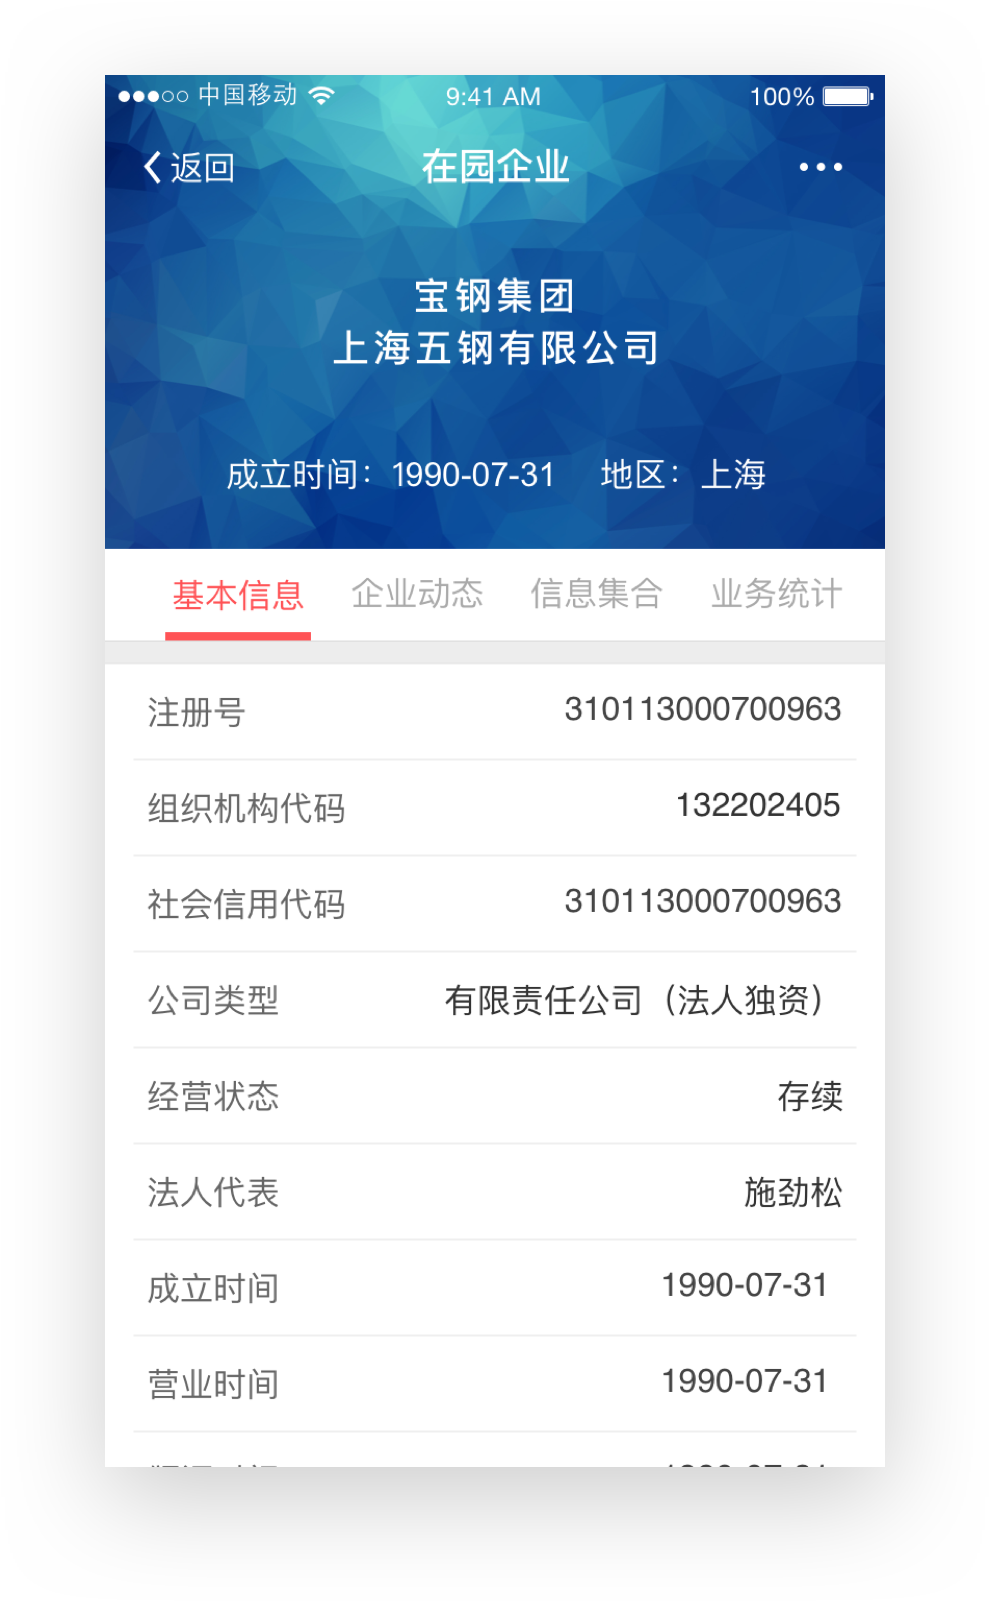 中国移动 9:41 AM 100%
返回 在园企业
宝钢集团
上海五钢有限公司
成立时间：1990-07-31 地区：上海
基本信息 企业动态 信息集合 业务统计
注册号 310113000700963
组织机构代码 132202405
社会信用代码 310113000700963
公司类型 有限责任公司（法人独资）
经营状态 存续
法人代表 施劲松
成立时间 1990-07-31
营业时间 1990-07-31